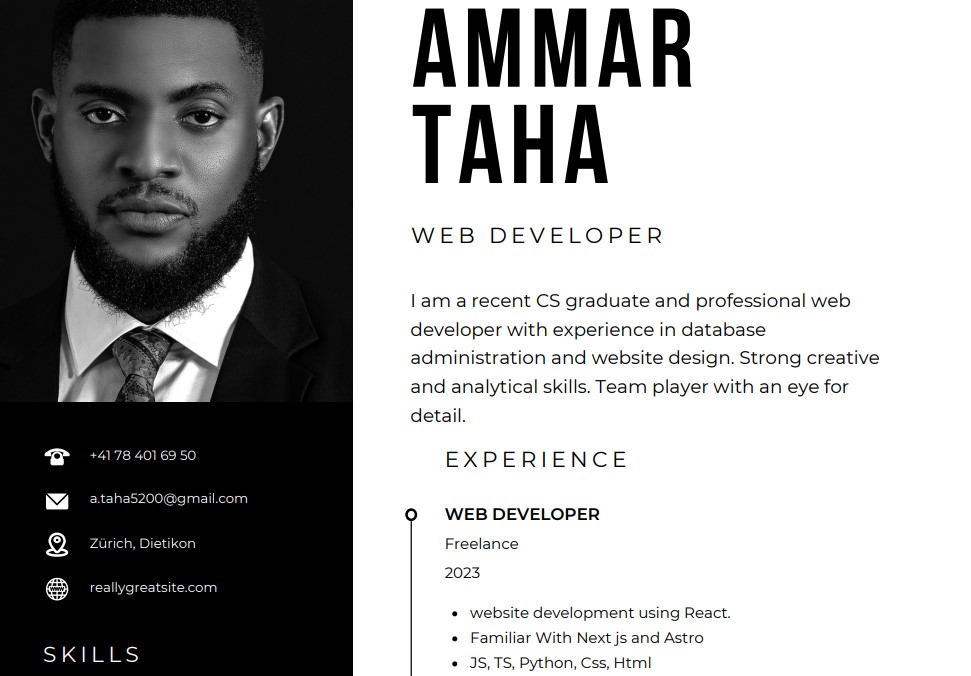 AMMAR
TAHA
WEB DEVELOPER
I am a recent CS graduate and professional web
developer with experience in database
administration and website design. Strong creative
and analytical skills. Team player with an eye for
detail.
+41 78 401 69 50
a.taha5200@gmail.com
Zürich, Dietikon
reallygreatsite.com
SKILLS
EXPERIENCE
WEB DEVELOPER
Freelance
2023
• website development using React.
• Familiar With Next js and Astro
• JS, TS, Python, Css, Html